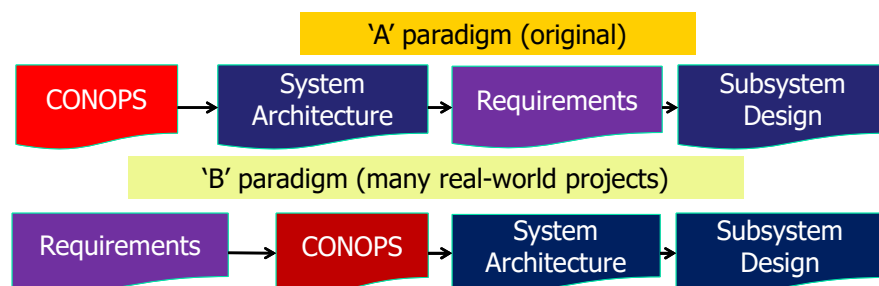 ‘A’ paradigm (original)
CONOPS
System
Architecture
Requirements
Subsystem
Design
‘B’ paradigm (many real-world projects)
Requirements
CONOPS
System
Architecture
Subsystem
Design